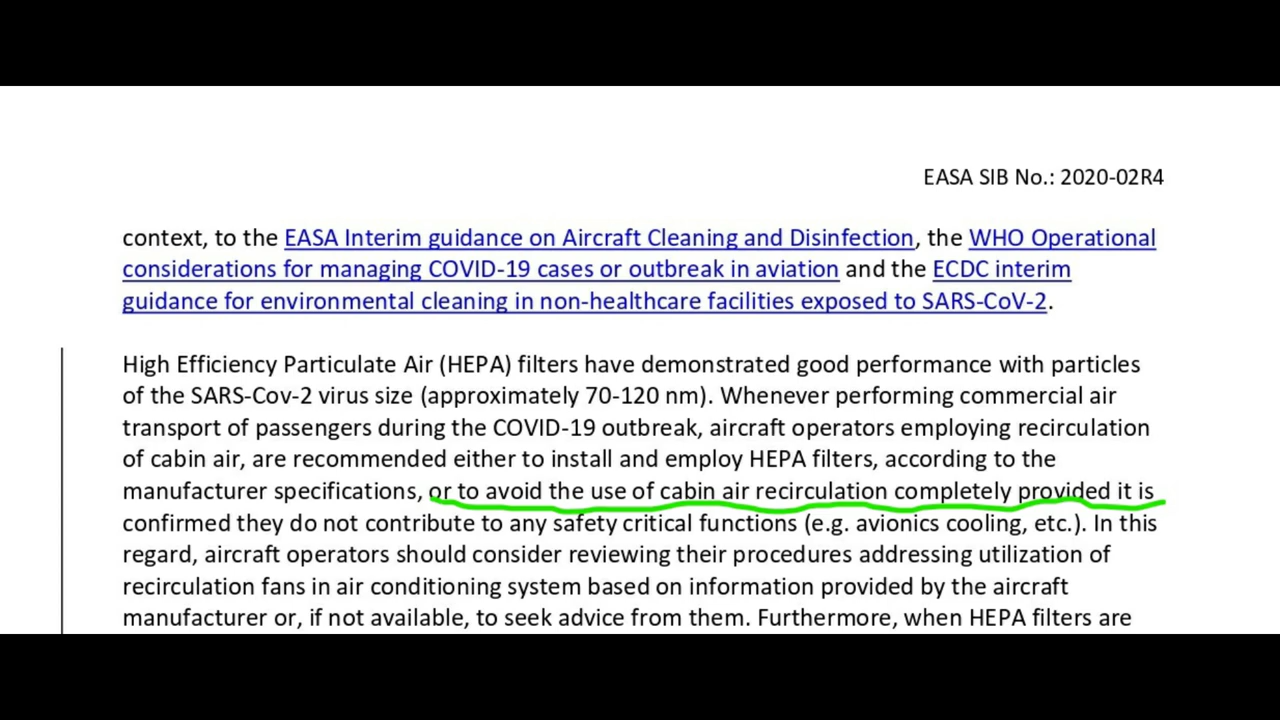 EASA SIB No.: 2020-02R4
context, to the EASA Interim guidance on Aircraft Cleaning and Disinfection, the WHO Operational
considerations for managing COVID-19 cases or outbreak in aviation and the ECDC interim
guidance for environmental cleaning in non-healthcare facilities exposed to SARS-CoV-2.
High Efficiency Particulate Air (HEPA) filters have demonstrated good performance with particles
of the SARS-Cov-2 virus size (approximately 70-120 nm). Whenever performing commercial air
transport of passengers during the COVID-19 outbreak, aircraft operators employing recirculation
of cabin air, are recommended either to install and employ HEPA filters, according to the
manufacturer specifications, or to avoid the use of cabin air recirculation completely provided it is
confirmed they do not contribute to any safety critical functions (e.g. avionics cooling, etc.). In this
regard, aircraft operators should consider reviewing their procedures addressing utilization of
recirculation fans in air conditioning system based on information provided by the aircraft
manufacturer or, if not available, to seek advice from them. Furthermore, when HEPA filters are